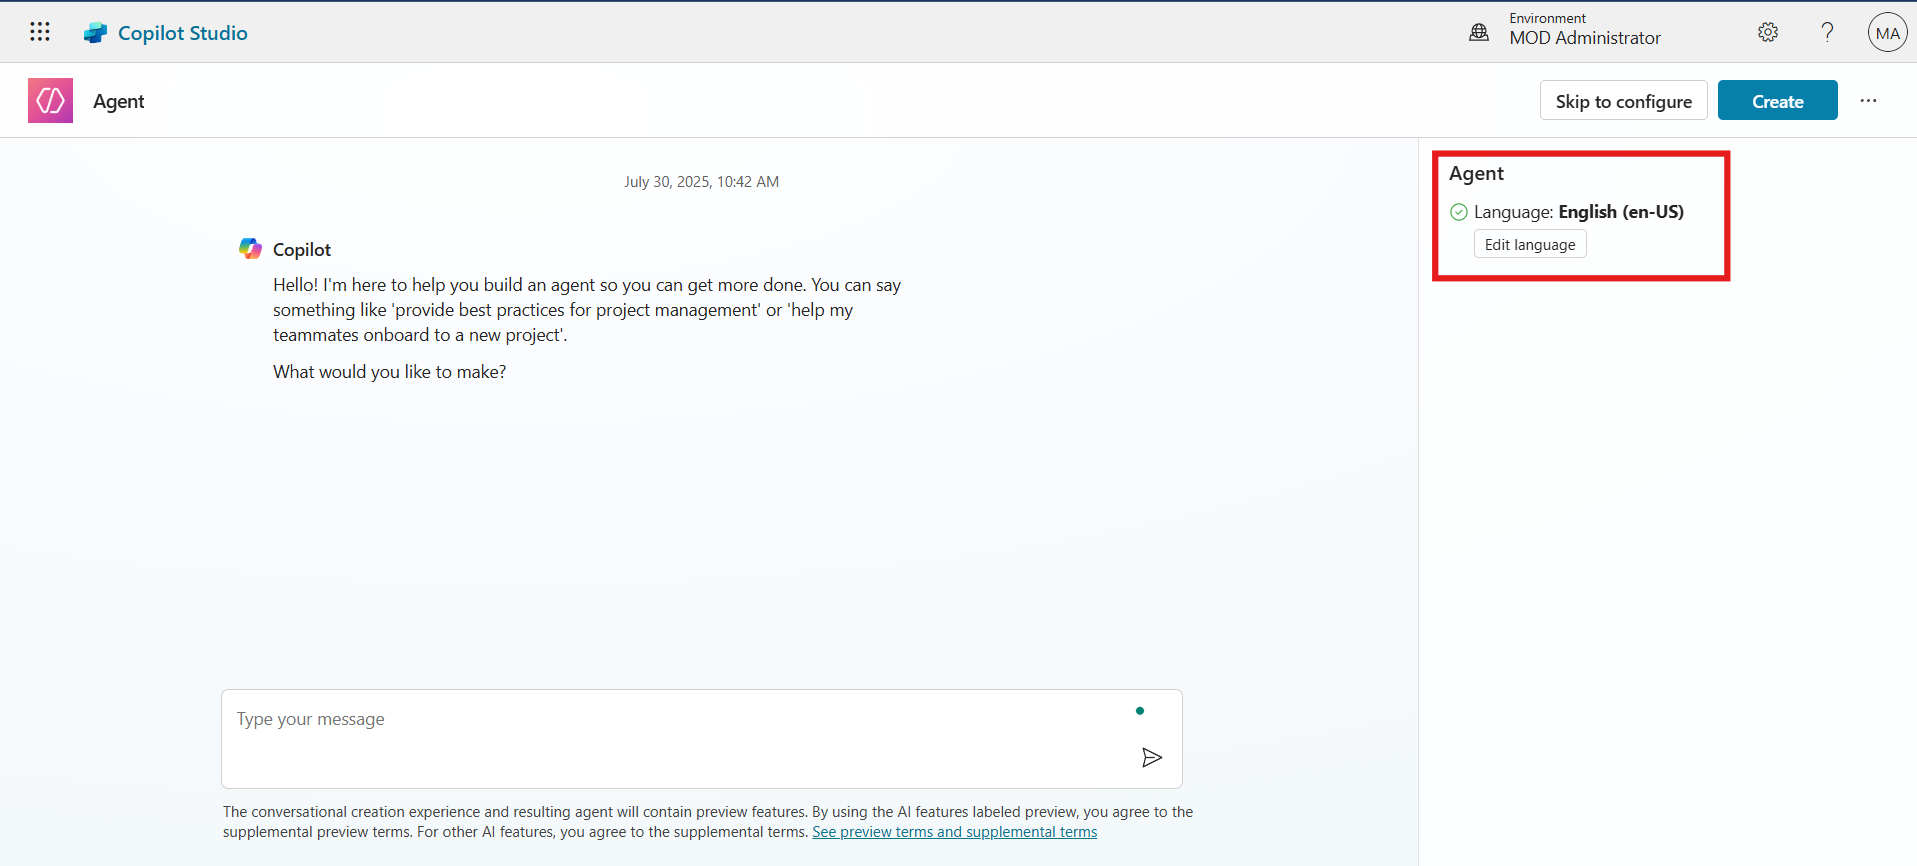 Copilot Studio
Environment
MOD Administrator
?
MA
Agent
Skip to configure
Create
...
July 30, 2025, 10:42 AM
Copilot
Hello! I'm here to help you build an agent so you can get more done. You can say
something like 'provide best practices for project management' or 'help my
teammates onboard to a new project'.
What would you like to make?
Agent
Language: English (en-US)
Edit language
Type your message
The conversational creation experience and resulting agent will contain preview features. By using the AI features labeled preview, you agree to the
supplemental preview terms. For other AI features, you agree to the supplemental terms. See preview terms and supplemental terms